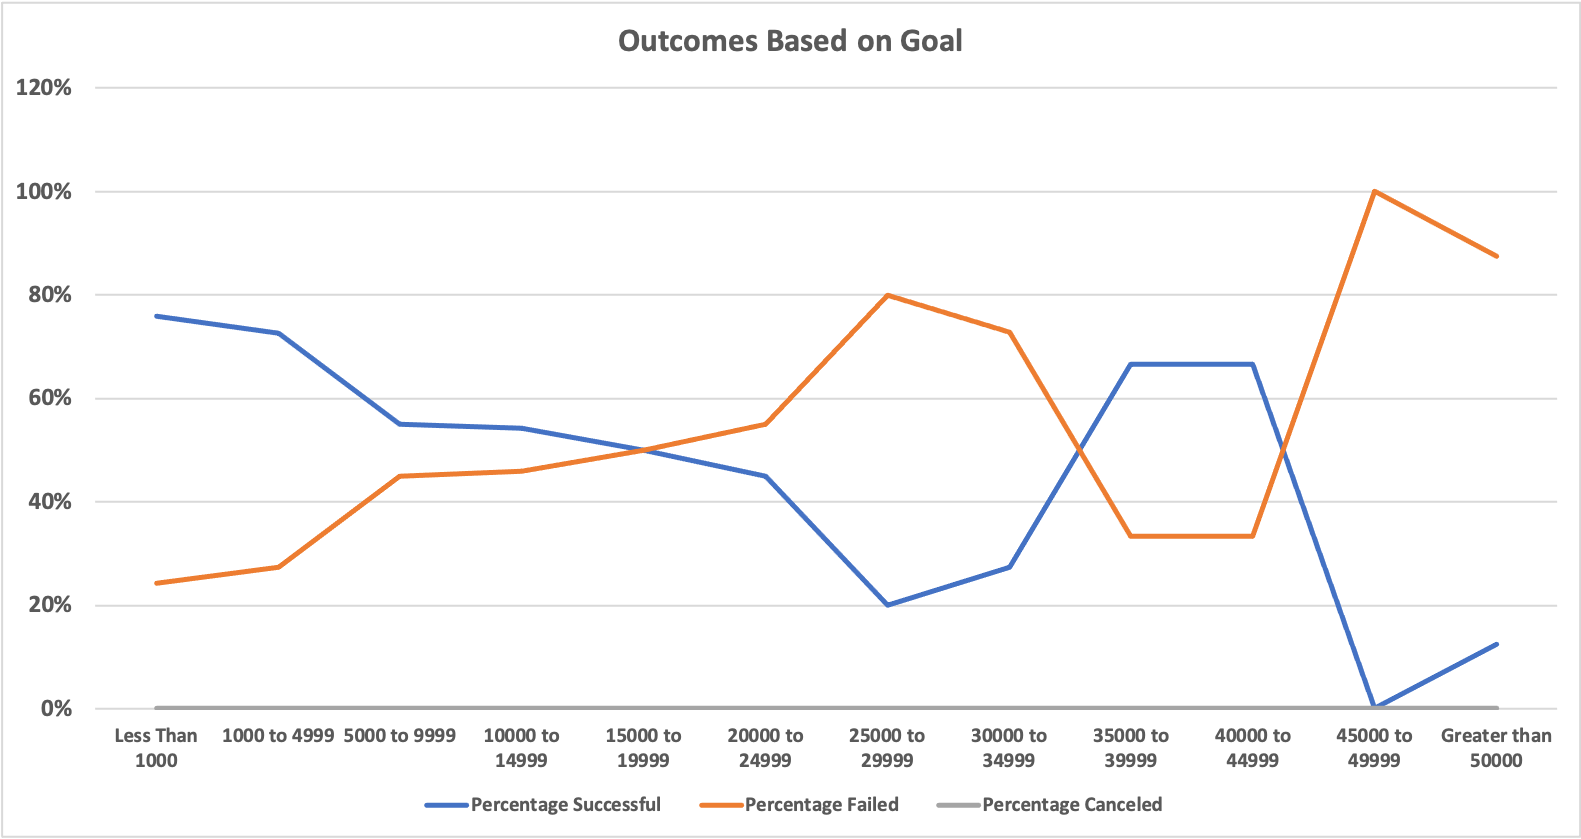 Outcomes Based on Goal
120%
100%
80%
60%
40%
20%
0%
Less Than
1000
1000 to 4999
5000 to 9999
10000 to
14999
15000 to
19999
20000 to
24999
25000 to
29999
30000 to
34999
35000 to
39999
40000 to
44999
45000 to
49999
Greater than
50000
Percentage Successful
Percentage Failed
Percentage Canceled